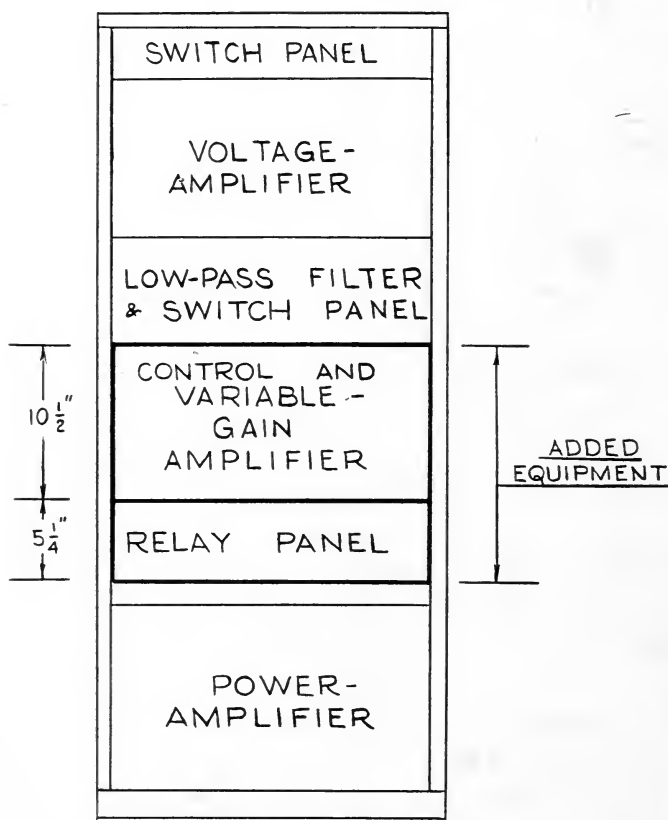 SWITCH PANEL
VOLTAGE-
AMPLIFIER
LOW-PASS FILTER
& SWITCH PANEL
CONTROL AND
VARIABLE-
GAIN
AMPLIFIER
10 1/2"
ADDED
EQUIPMENT
RELAY PANEL
5 1/4"
POWER-
AMPLIFIER